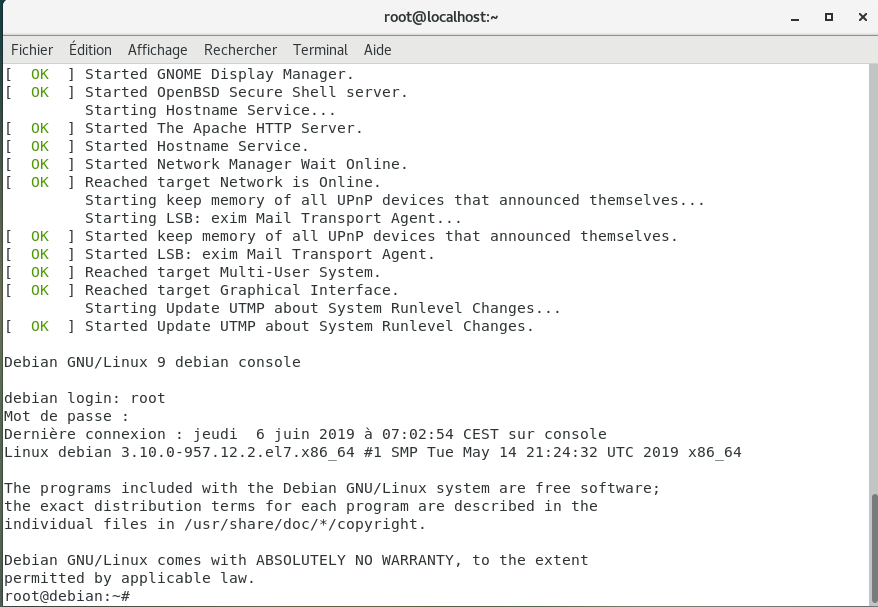 root@localhost:~
Fichier Édition Affichage Rechercher Terminal Aide
[  OK  ] Started GNOME Display Manager.
[  OK  ] Started OpenBSD Secure Shell server.
         Starting Hostname Service...
[  OK  ] Started The Apache HTTP Server.
[  OK  ] Started Hostname Service.
[  OK  ] Started Network Manager Wait Online.
[  OK  ] Reached target Network is Online.
         Starting keep memory of all UPnP devices that announced themselves...
         Starting LSB: exim Mail Transport Agent...
[  OK  ] Started keep memory of all UPnP devices that announced themselves.
[  OK  ] Started LSB: exim Mail Transport Agent.
[  OK  ] Reached target Multi-User System.
[  OK  ] Reached target Graphical Interface.
         Starting Update UTMP about System Runlevel Changes...
[  OK  ] Started Update UTMP about System Runlevel Changes.
Debian GNU/Linux 9 debian console
debian login: root
Mot de passe :
Dernière connexion : jeudi  6 juin 2019 à 07:02:54 CEST sur console
Linux debian 3.10.0-957.12.2.el7.x86_64 #1 SMP Tue May 14 21:24:32 UTC 2019 x86_64
The programs included with the Debian GNU/Linux system are free software;
the exact distribution terms for each program are described in the
individual files in /usr/share/doc/*/copyright.
Debian GNU/Linux comes with ABSOLUTELY NO WARRANTY, to the extent
permitted by applicable law.
root@debian:~#